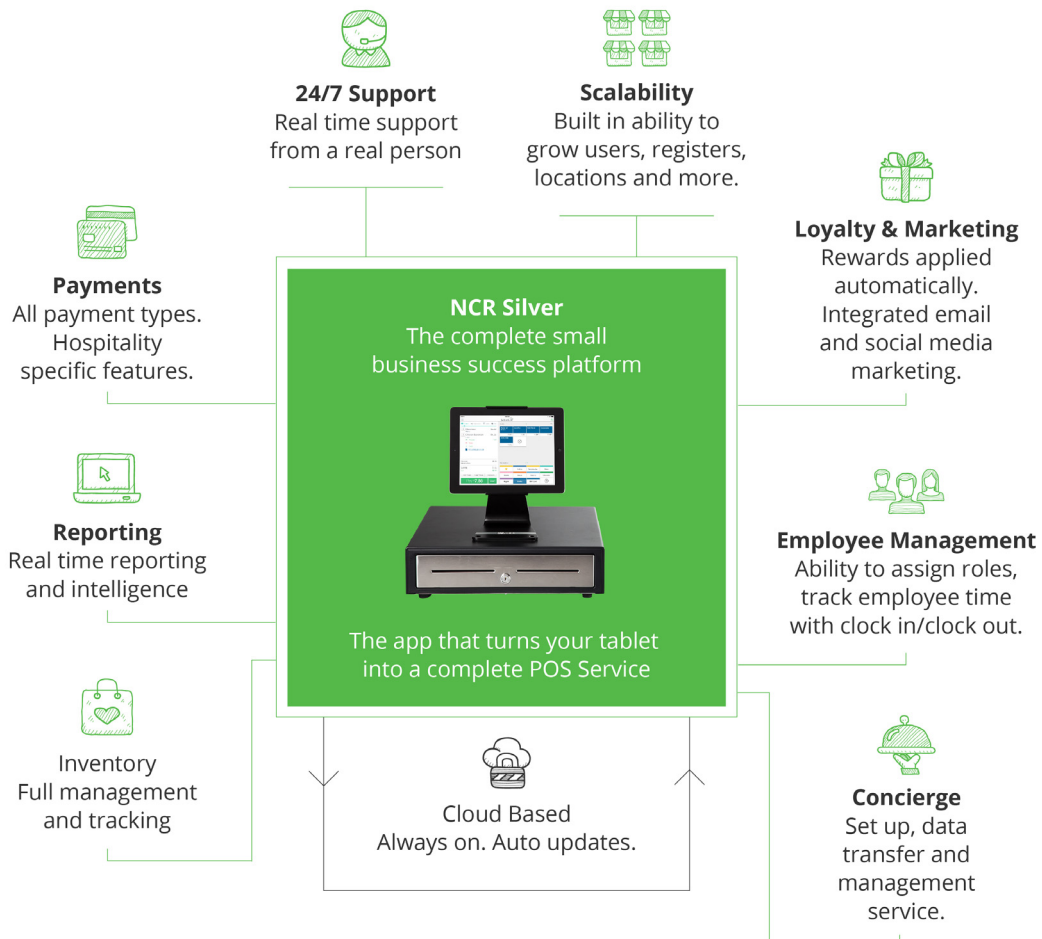 24/7 Support
Real time support
from a real person
Scalability
Built in ability to
grow users, registers,
locations and more.
Payments
All payment types.
Hospitality
specific features.
Loyalty & Marketing
Rewards applied
automatically.
Integrated email
and social media
marketing.
NCR Silver
The complete small
business success platform
The app that turns your tablet
into a complete POS Service
Reporting
Real time reporting
and intelligence
Employee Management
Ability to assign roles,
track employee time
with clock in/clock out.
Inventory
Full management
and tracking
Cloud Based
Always on. Auto updates.
Concierge
Set up, data
transfer and
management
service.